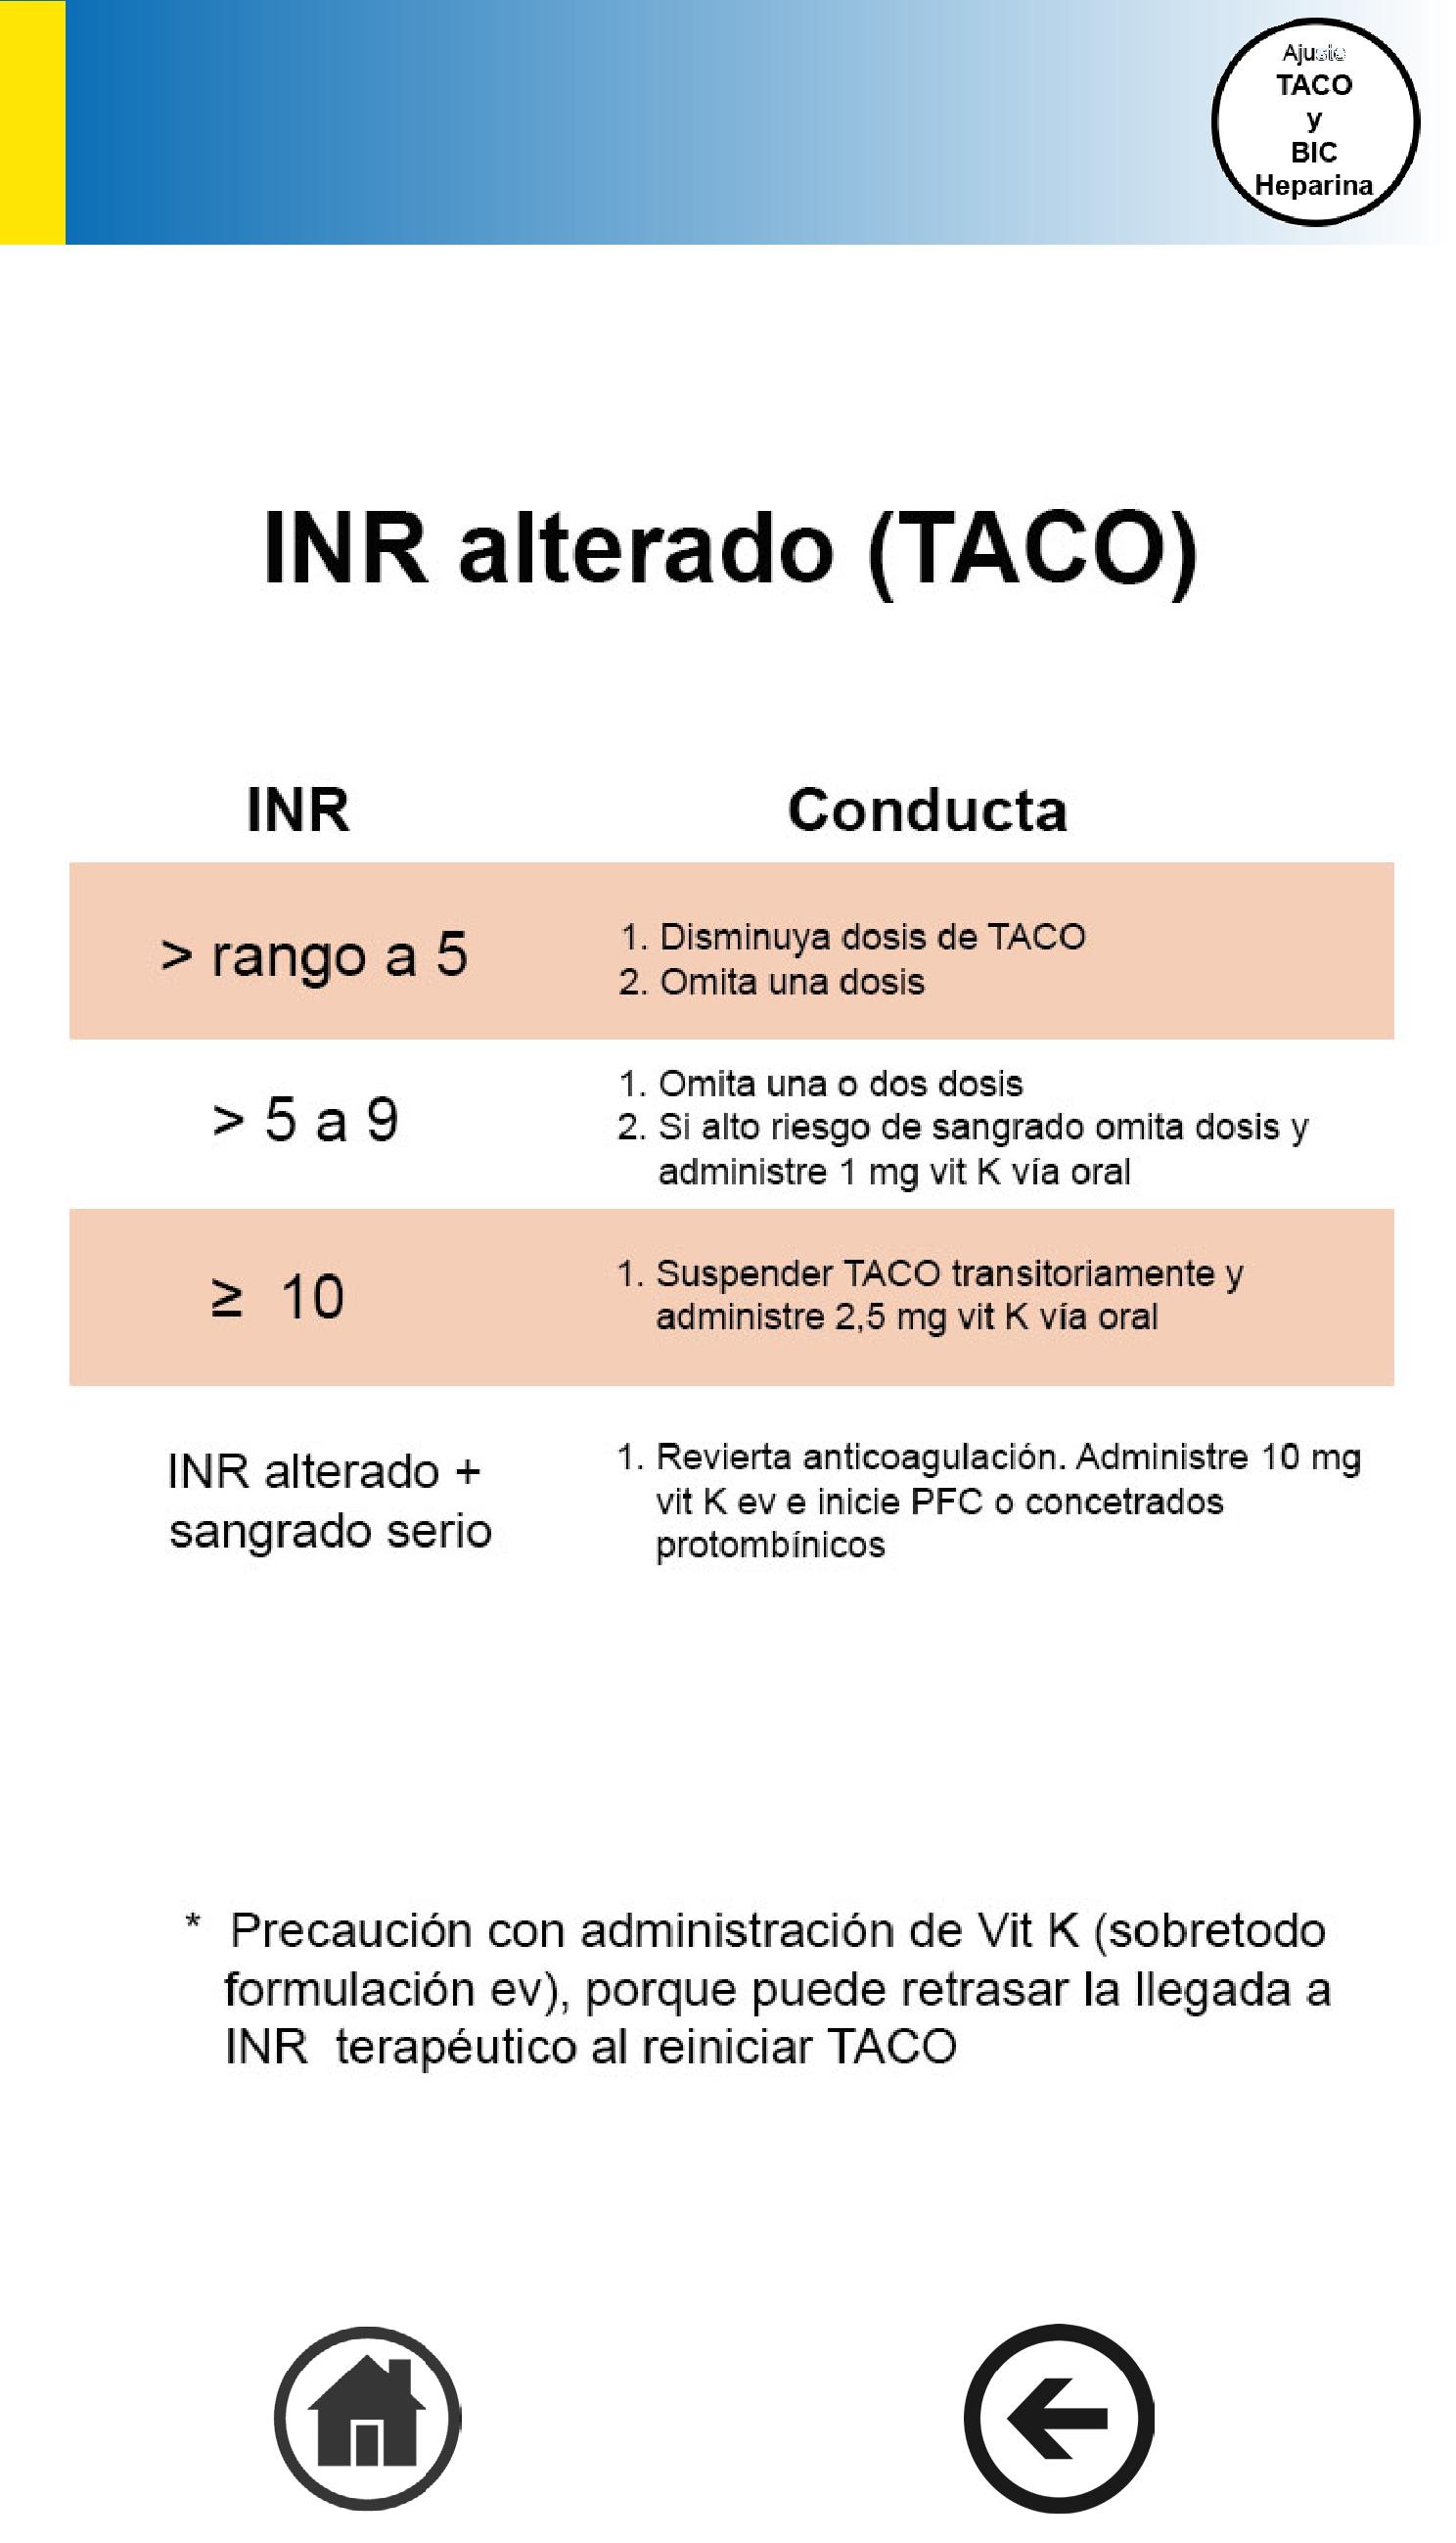 Ajuste
TACO
y
BIC
Heparina
INR alterado (TACO)
INR
Conducta
> rango a 5
1. Disminuya dosis de TACO
2. Omita una dosis
> 5 a 9
1. Omita una o dos dosis
2. Si alto riesgo de sangrado omita dosis y
administre 1 mg vit K vía oral
≥ 10
1. Suspender TACO transitoriamente y
administre 2,5 mg vit K vía oral
INR alterado +
sangrado serio
1. Revierta anticoagulación. Administre 10 mg
vit K ev e inicie PFC o concetrados
protombínicos
* Precaución con administración de Vit K (sobretodo
formulación ev), porque puede retrasar la llegada a
INR terapéutico al reiniciar TACO